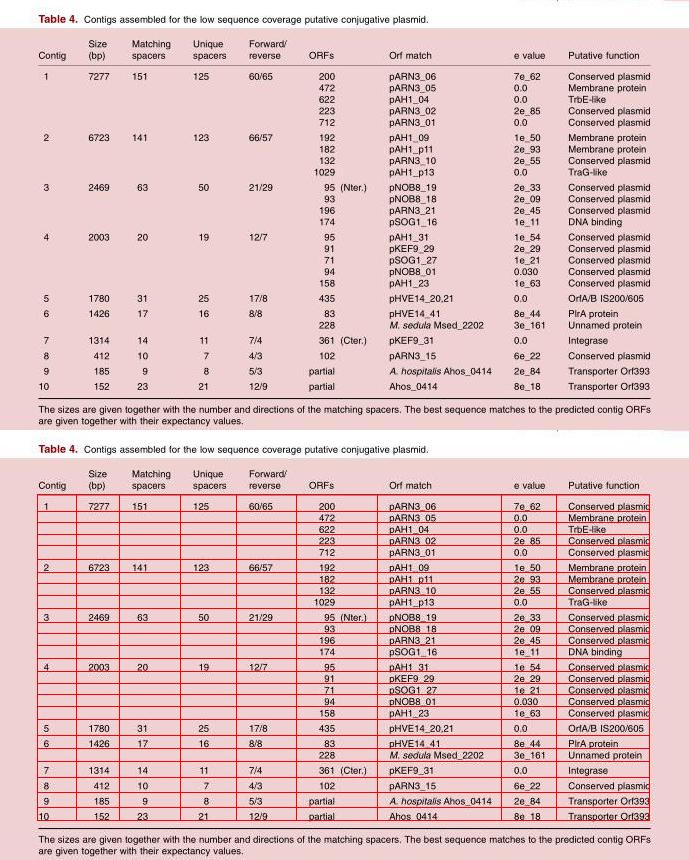 Table 4. Contigs assembled for the low sequence coverage putative conjugative plasmid.
Size Matching Unique Forward/
Contig (bp) spacers spacers reverse ORFs Orf match e value Putative function
1 7277 151 125 60/65 200 pARN3_06 7e_62 Conserved plasmid
472 pARN3_05 0.0 Membrane protein
622 pAH1_04 0.0 TrbE-like
223 pARN3_02 2e_85 Conserved plasmid
712 pARN3_01 0.0 Conserved plasmid
2 6723 141 123 66/57 192 pAH1_09 1e_50 Membrane protein
182 pAH1_p11 2e_93 Membrane protein
132 pARN3_10 2e_55 Conserved plasmid
1029 pAH1_p13 0.0 TraG-like
3 2469 63 50 21/29 95 (Nter.) pNOB8_19 2e_33 Conserved plasmid
93 pNOB8_18 2e_09 Conserved plasmid
196 pARN3_21 2e_45 Conserved plasmid
174 pSOG1_16 1e_11 DNA binding
4 2003 20 19 12/7 95 pAH1_31 1e_54 Conserved plasmid
91 pKEF9_29 2e_29 Conserved plasmid
71 pSOG1_27 1e_21 Conserved plasmid
94 pNOB8_01 0.030 Conserved plasmid
158 pAH1_23 1e_63 Conserved plasmid
5 1780 31 25 17/8 435 pHVE14_20,21 0.0 OrfA/B IS200/605
6 1426 17 16 8/8 83 pHVE14_41 8e_44 PlrA protein
228 M. sedula Msed_2202 3e_161 Unnamed protein
7 1314 14 11 7/4 361 (Cter.) pKEF9_31 0.0 Integrase
8 412 10 7 4/3 102 pARN3_15 6e_22 Conserved plasmid
9 185 9 8 5/3 partial A. hospitalis Ahos_0414 2e_84 Transporter Orf393
10 152 23 21 12/9 partial Ahos_0414 8e_18 Transporter Orf393
The sizes are given together with the number and directions of the matching spacers. The best sequence matches to the predicted contig ORFs
are given together with their expectancy values.
Table 4. Contigs assembled for the low sequence coverage putative conjugative plasmid.
Size Matching Unique Forward/
Contig (bp) spacers spacers reverse ORFs Orf match e value Putative function
1 7277 151 125 60/65 200 pARN3_06 7e_62 Conserved plasmid
472 pARN3_05 0.0 Membrane protein
622 pAH1_04 0.0 TrbE-like
223 pARN3_02 2e_85 Conserved plasmid
712 pARN3_01 0.0 Conserved plasmid
2 6723 141 123 66/57 192 pAH1_09 1e_50 Membrane protein
182 pAH1_p11 2e_93 Membrane protein
132 pARN3_10 2e_55 Conserved plasmid
1029 pAH1_p13 0.0 TraG-like
3 2469 63 50 21/29 95 (Nter.) pNOB8_19 2e_33 Conserved plasmid
93 pNOB8_18 2e_09 Conserved plasmid
196 pARN3_21 2e_45 Conserved plasmid
174 pSOG1_16 1e_11 DNA binding
4 2003 20 19 12/7 95 pAH1_31 1e_54 Conserved plasmid
91 pKEF9_29 2e_29 Conserved plasmid
71 pSOG1_27 1e_21 Conserved plasmid
94 pNOB8_01 0.030 Conserved plasmid
158 pAH1_23 1e_63 Conserved plasmid
5 1780 31 25 17/8 435 pHVE14_20,21 0.0 OrfA/B IS200/605
6 1426 17 16 8/8 83 pHVE14_41 8e_44 PlrA protein
228 M. sedula Msed_2202 3e_161 Unnamed protein
7 1314 14 11 7/4 361 (Cter.) pKEF9_31 0.0 Integrase
8 412 10 7 4/3 102 pARN3_15 6e_22 Conserved plasmid
9 185 9 8 5/3 partial A. hospitalis Ahos_0414 2e_84 Transporter Orf393
10 152 23 21 12/9 partial Ahos_0414 8e_18 Transporter Orf393
The sizes are given together with the number and directions of the matching spacers. The best sequence matches to the predicted contig ORFs
are given together with their expectancy values.